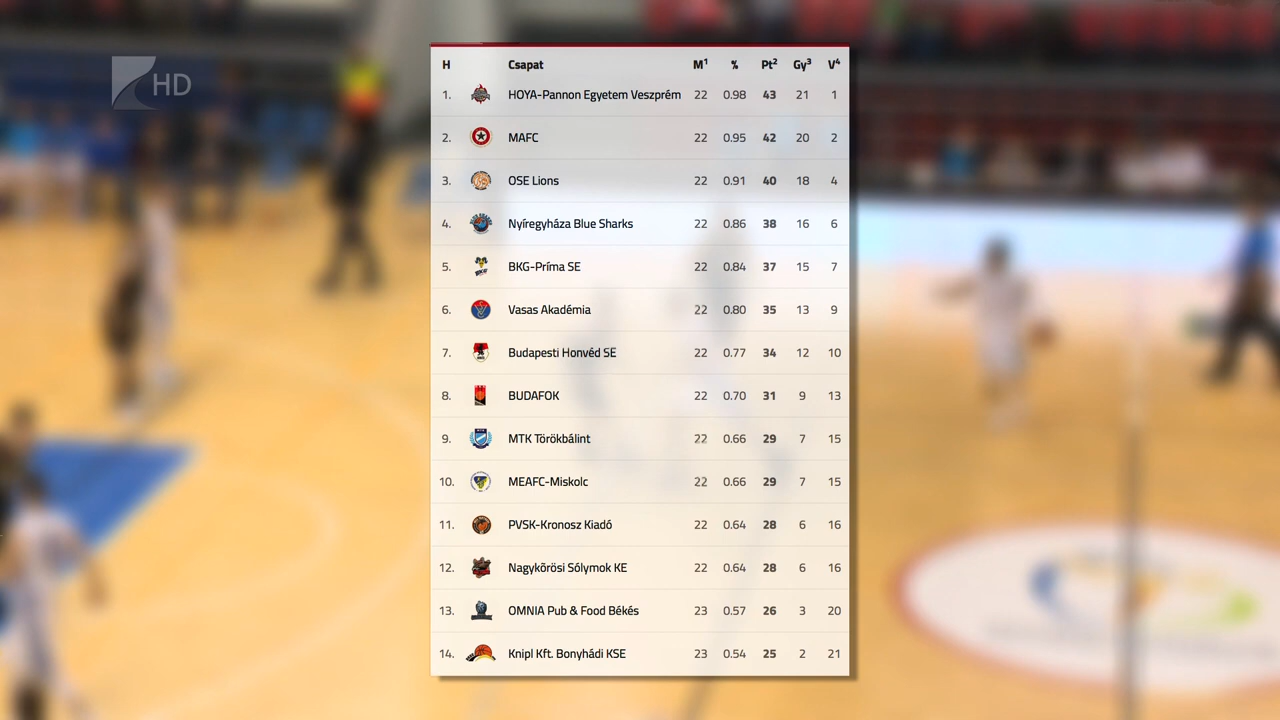 HD
H Csapat M¹ % Pt² Gy³ V⁴
1. HOYA-Pannon Egyetem Veszprém 22 0.98 43 21 1
2. MAFC 22 0.95 42 20 2
3. OSE Lions 22 0.91 40 18 4
4. Nyíregyháza Blue Sharks 22 0.86 38 16 6
5. BKG-Príma SE 22 0.84 37 15 7
6. Vasas Akadémia 22 0.80 35 13 9
7. Budapesti Honvéd SE 22 0.77 34 12 10
8. BUDAFOK 22 0.70 31 9 13
9. MTK Törökbálint 22 0.66 29 7 15
10. MEAFC-Miskolc 22 0.66 29 7 15
11. PVSK-Kronosz Kiadó 22 0.64 28 6 16
12. Nagykőrösi Sólymok KE 22 0.64 28 6 16
13. OMNIA Pub & Food Békés 23 0.57 26 3 20
14. Knipl Kft. Bonyhádi KSE 23 0.54 25 2 21